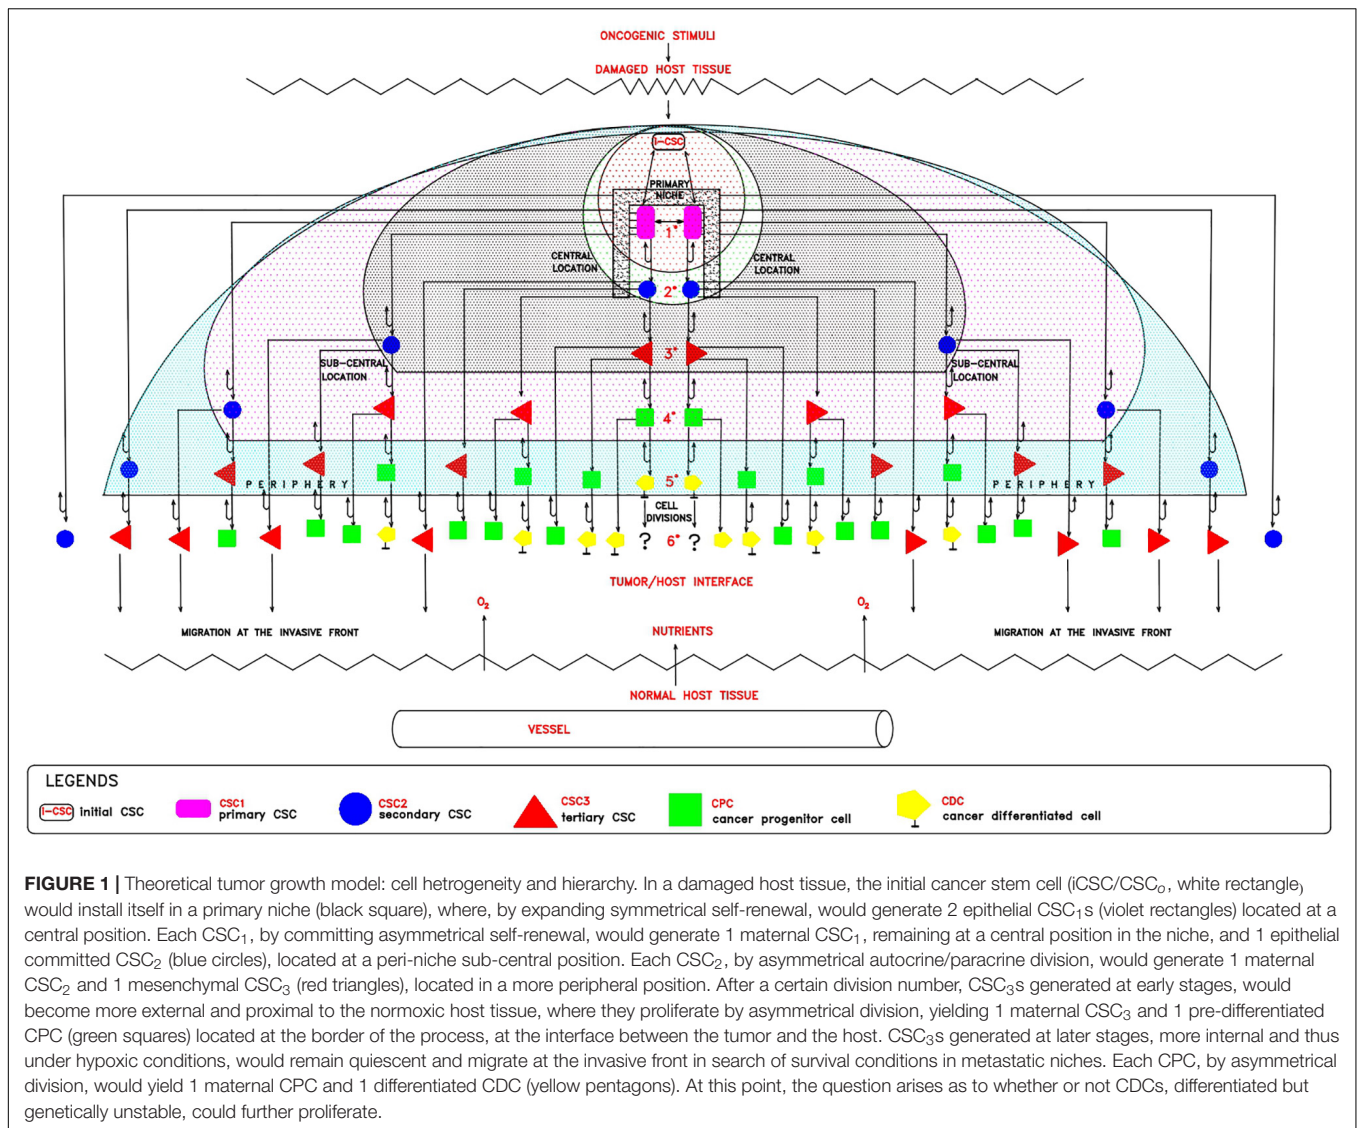 ONCOGENIC STIMULI
DAMAGED HOST TISSUE
i-CSC
PRIMARY
NICHE
1°
CENTRAL
LOCATION
CENTRAL
LOCATION
2°
3°
SUB-CENTRAL
LOCATION
SUB-CENTRAL
LOCATION
4°
5°
PERIPHERY
PERIPHERY
CELL
DIVISIONS
? 6° ?
TUMOR/HOST INTERFACE
O₂
O₂
MIGRATION AT THE INVASIVE FRONT
NUTRIENTS
MIGRATION AT THE INVASIVE FRONT
NORMAL HOST TISSUE
VESSEL
LEGENDS
i-CSC initial CSC
CSC1
primary CSC
CSC2
secondary CSC
CSC3
tertiary CSC
CPC
cancer progenitor cell
CDC
cancer differentiated cell
FIGURE 1 | Theoretical tumor growth model: cell hetrogeneity and hierarchy. In a damaged host tissue, the initial cancer stem cell (iCSC/CSCₒ, white rectangle)
would install itself in a primary niche (black square), where, by expanding symmetrical self-renewal, would generate 2 epithelial CSC₁s (violet rectangles) located at a
central position. Each CSC₁, by committing asymmetrical self-renewal, would generate 1 maternal CSC₁, remaining at a central position in the niche, and 1 epithelial
committed CSC₂ (blue circles), located at a peri-niche sub-central position. Each CSC₂, by asymmetrical autocrine/paracrine division, would generate 1 maternal
CSC₂ and 1 mesenchymal CSC₃ (red triangles), located in a more peripheral position. After a certain division number, CSC₃s generated at early stages, would
become more external and proximal to the normoxic host tissue, where they proliferate by asymmetrical division, yielding 1 maternal CSC₃ and 1 pre-differentiated
CPC (green squares) located at the border of the process, at the interface between the tumor and the host. CSC₃s generated at later stages, more internal and thus
under hypoxic conditions, would remain quiescent and migrate at the invasive front in search of survival conditions in metastatic niches. Each CPC, by asymmetrical
division, would yield 1 maternal CPC and 1 differentiated CDC (yellow pentagons). At this point, the question arises as to whether or not CDCs, differentiated but
genetically unstable, could further proliferate.